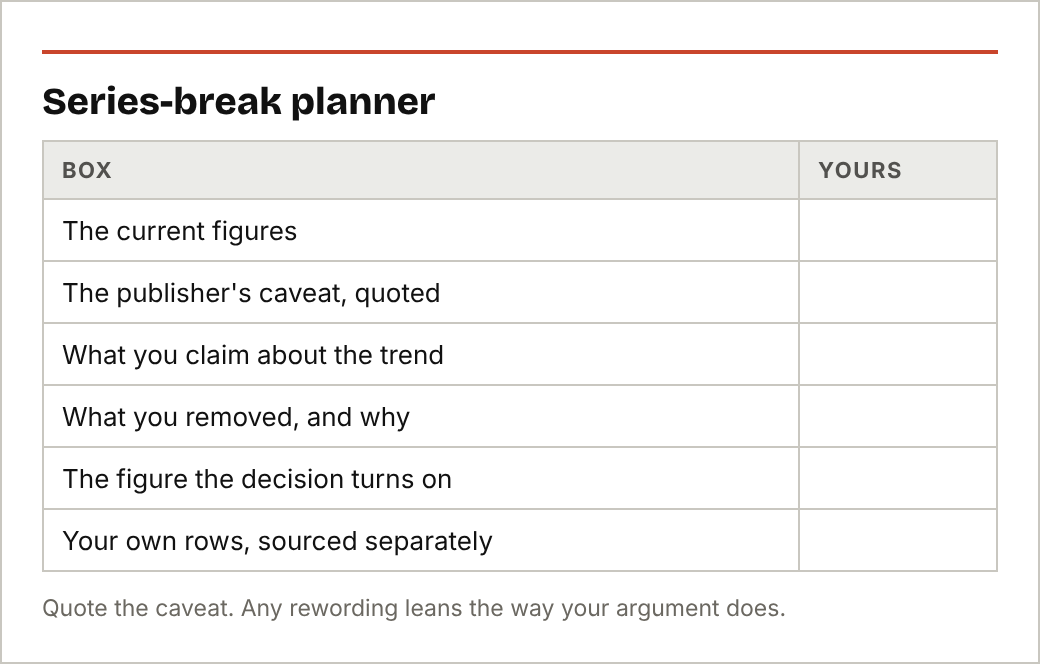 Series-break planner
BOX YOURS
The current figures
The publisher's caveat, quoted
What you claim about the trend
What you removed, and why
The figure the decision turns on
Your own rows, sourced separately
Quote the caveat. Any rewording leans the way your argument does.